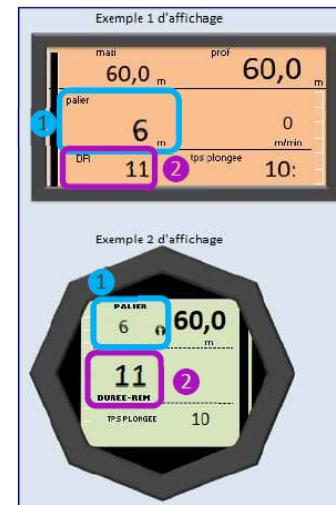 Exemple 1 d'affichage
maxi prof
60,0 m 60,0 m
palier
1
6 m 0
m/min
DR 2 tps plongee
11 10:
Exemple 2 d'affichage
1
PALIER
6 60,0
m
11 2
DUREE-REM
TPS PLONGEE 10